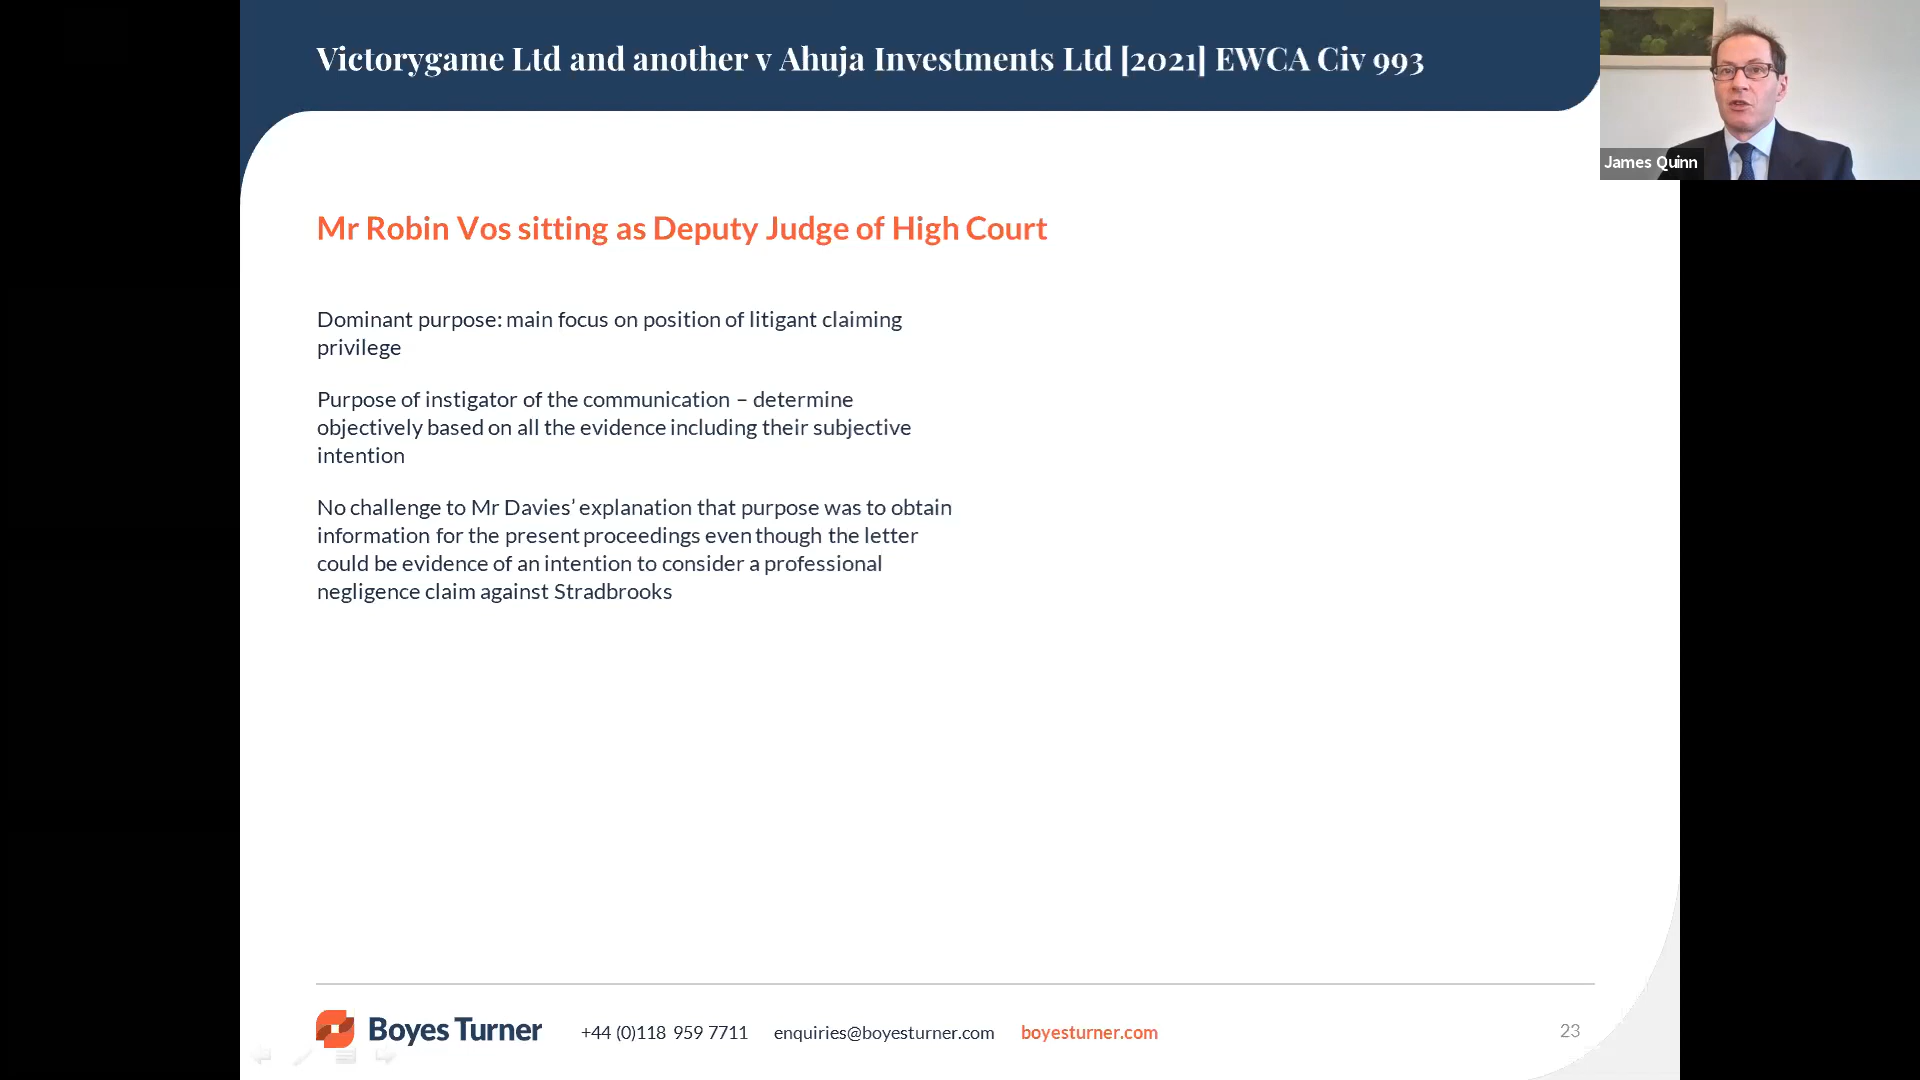 Victorygame Ltd and another v Ahuja Investments Ltd [2021] EWCA Civ 993
James Quinn
Mr Robin Vos sitting as Deputy Judge of High Court
Dominant purpose: main focus on position of litigant claiming
privilege
Purpose of instigator of the communication – determine
objectively based on all the evidence including their subjective
intention
No challenge to Mr Davies’ explanation that purpose was to obtain
information for the present proceedings even though the letter
could be evidence of an intention to consider a professional
negligence claim against Stradbrooks
Boyes Turner +44 (0)118 959 7711 enquiries@boyesturner.com boyesturner.com 23